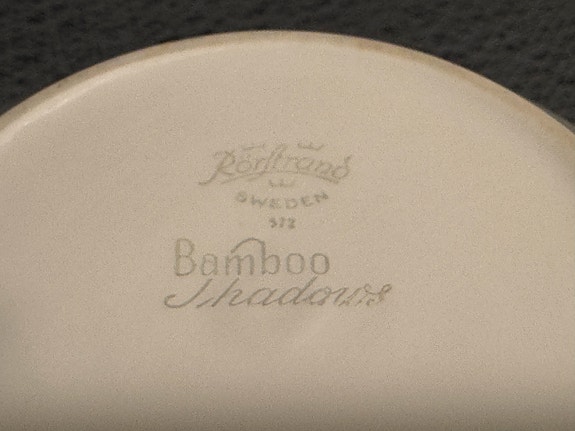 Rörstrand
SWEDEN
572
Bamboo
Shadows